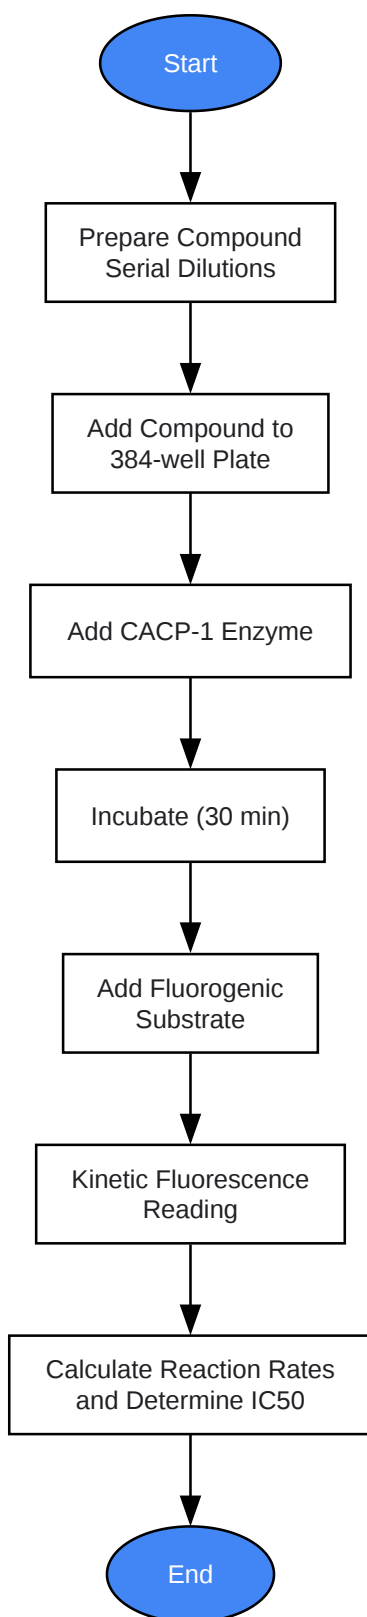 Start
Prepare Compound
Serial Dilutions
Add Compound to
384-well Plate
Add CACP-1 Enzyme
Incubate (30 min)
Add Fluorogenic
Substrate
Kinetic Fluorescence
Reading
Calculate Reaction Rates
and Determine IC50
End